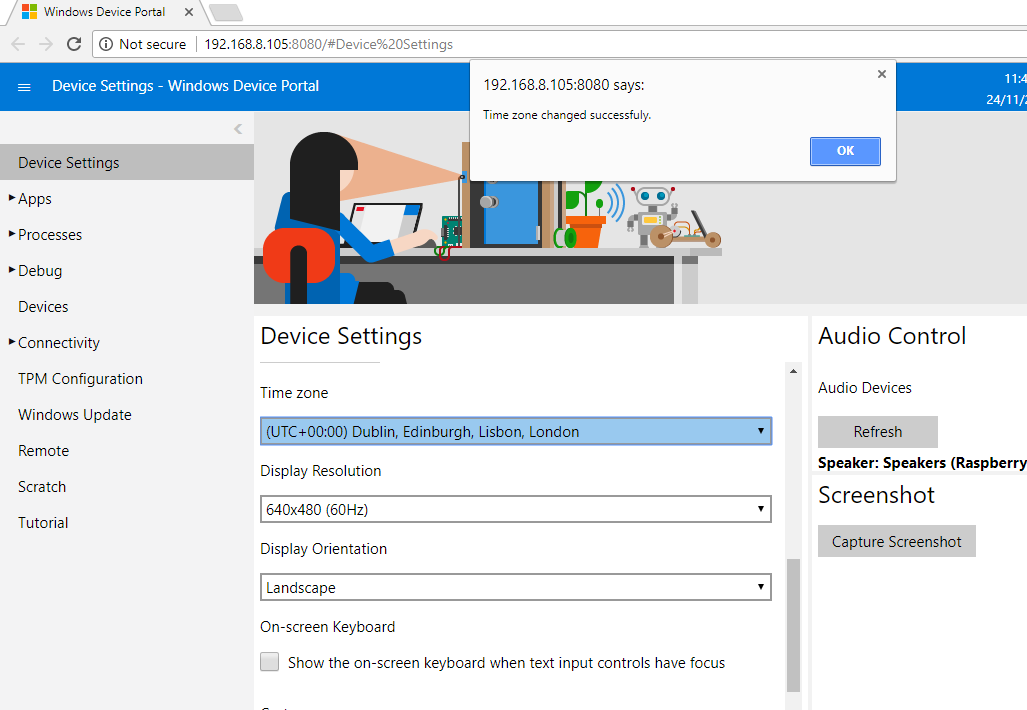 Windows Device Portal
Not secure
192.168.8.105:8080/#Device%20Settings
Device Settings - Windows Device Portal
11:4
24/11/2
192.168.8.105:8080 says:
Time zone changed successfuly.
OK
Device Settings
Apps
Processes
Debug
Devices
Connectivity
TPM Configuration
Windows Update
Remote
Scratch
Tutorial
Device Settings
Time zone
(UTC+00:00) Dublin, Edinburgh, Lisbon, London
Display Resolution
640x480 (60Hz)
Display Orientation
Landscape
On-screen Keyboard
Show the on-screen keyboard when text input controls have focus
Audio Control
Audio Devices
Refresh
Speaker: Speakers (Raspberry
Screenshot
Capture Screenshot